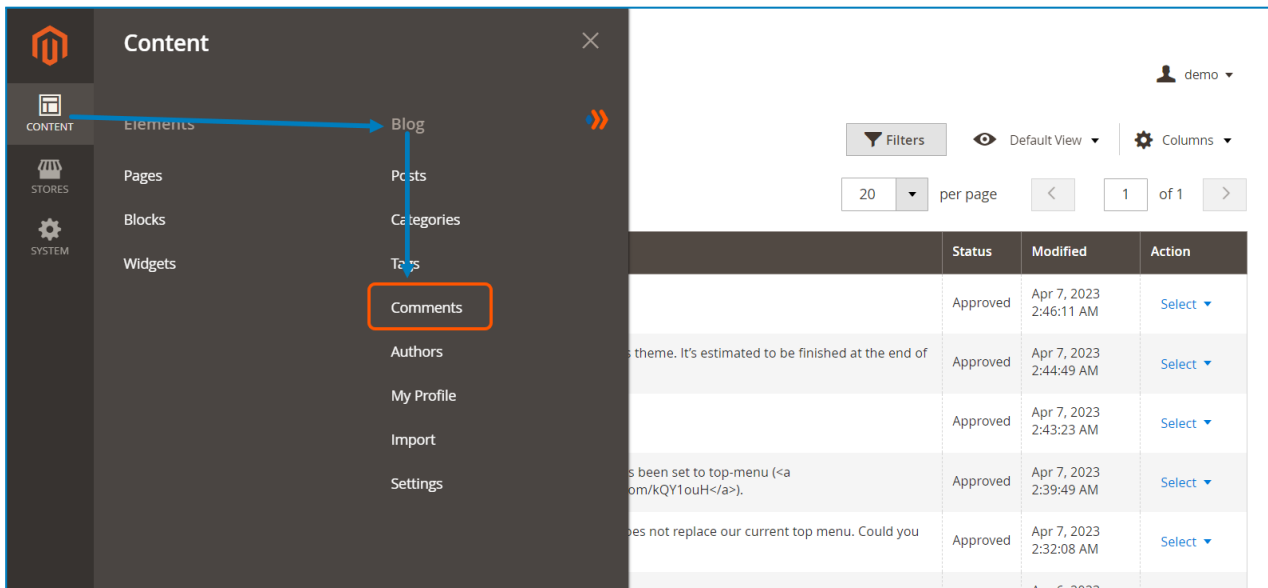 Content
demo
CONTENT
Elements
Blog
Filters
Default View
Columns
Pages
Posts
20
per page
1
of 1
STORES
Blocks
Categories
SYSTEM
Widgets
Tags
Status
Modified
Action
Comments
Approved
Apr 7, 2023
2:46:11 AM
Select
Authors
theme. It's estimated to be finished at the end of
Approved
Apr 7, 2023
2:44:49 AM
Select
My Profile
Approved
Apr 7, 2023
2:43:23 AM
Select
Import
Settings
s been set to top-menu (<a
om/kQY1ouH</a>).
Approved
Apr 7, 2023
2:39:49 AM
Select
oes not replace our current top menu. Could you
Approved
Apr 7, 2023
2:32:08 AM
Select